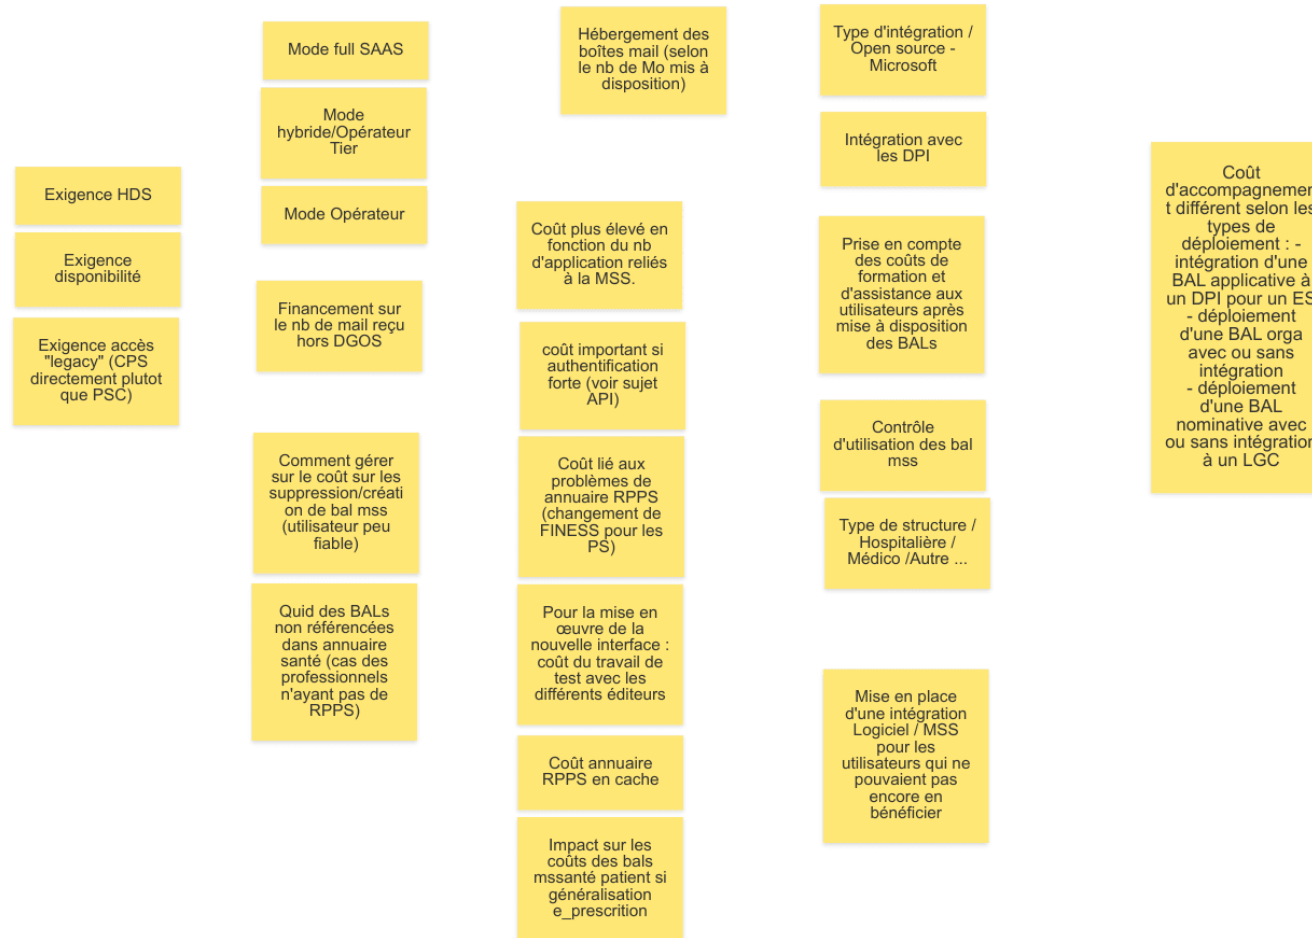 Exigence HDS
Exigence
disponibilité
Exigence accès
"legacy" (CPS
directement plutot
que PSC)
Mode full SAAS
Mode
hybride/Opérateur
Tier
Mode Opérateur
Financement sur
le nb de mail reçu
hors DGOS
Comment gérer
sur le coût sur les
suppression/créati
on de bal mss
(utilisateur peu
fiable)
Quid des BALs
non référencées
dans annuaire
santé (cas des
professionnels
n'ayant pas de
RPPS)
Hébergement des
boîtes mail (selon
le nb de Mo mis à
disposition)
Coût plus élevé en
fonction du nb
d'application reliés
à la MSS.
coût important si
authentification
forte (voir sujet
API)
Coût lié aux
problèmes de
annuaire RPPS
(changement de
FINESS pour les
PS)
Pour la mise en
œuvre de la
nouvelle interface :
coût du travail de
test avec les
différents éditeurs
Coût annuaire
RPPS en cache
Impact sur les
coûts des bals
mssanté patient si
généralisation
e_prescrition
Type d'intégration /
Open source -
Microsoft
Intégration avec
les DPI
Prise en compte
des coûts de
formation et
d'assistance aux
utilisateurs après
mise à disposition
des BALs
Contrôle
d'utilisation des bal
mss
Type de structure /
Hospitalière /
Médico /Autre ...
Mise en place
d'une intégration
Logiciel / MSS
pour les
utilisateurs qui ne
pouvaient pas
encore en
bénéficier
Coût
d'accompagnemen
t différent selon les
types de
déploiement : -
intégration d'une
BAL applicative à
un DPI pour un ES
- déploiement
d'une BAL orga
avec ou sans
intégration
- déploiement
d'une BAL
nominative avec
ou sans intégration
à un LGC